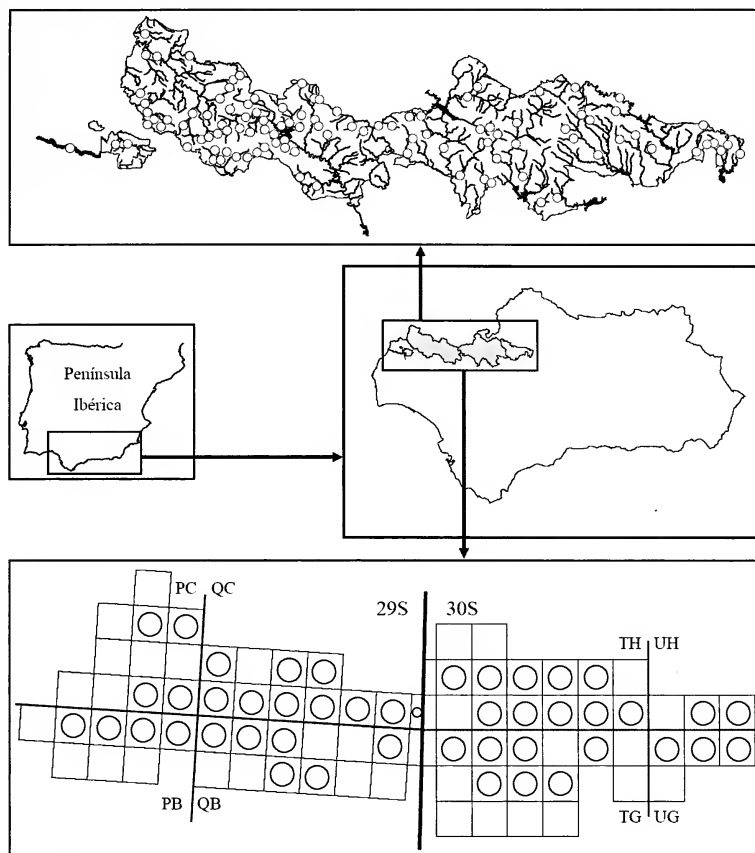 Península
Ibérica
PC QC
29S 30S
TH UH
PB QB
TG UG